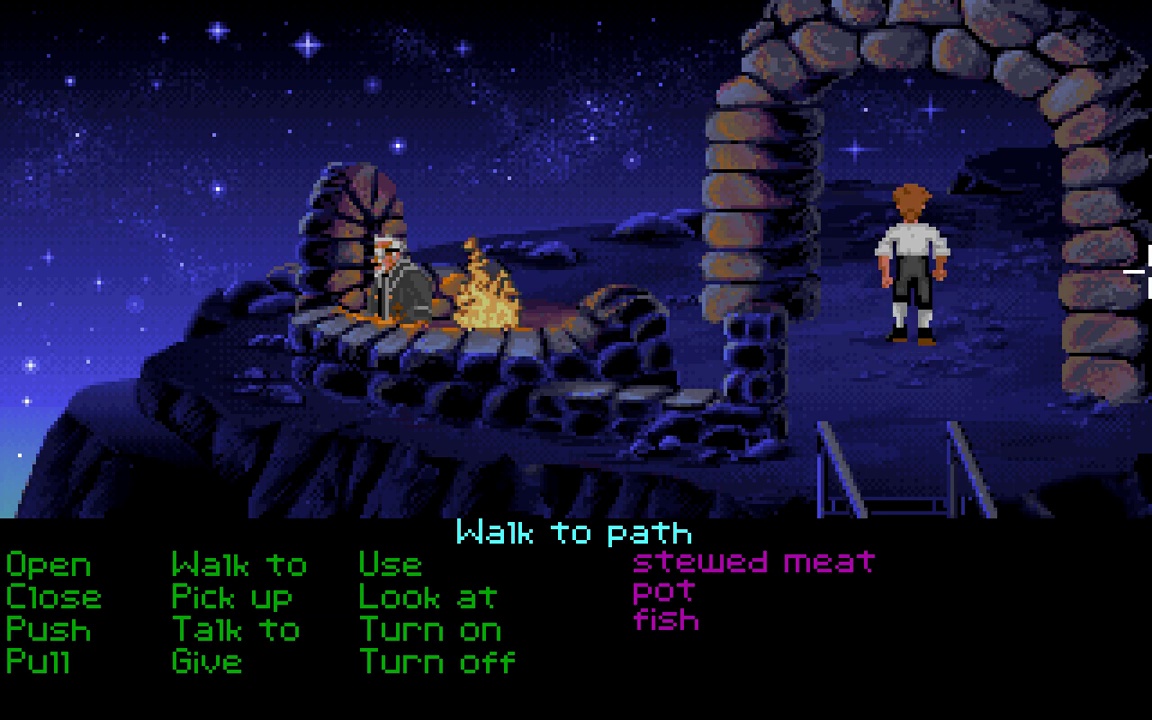 Walk to path
Open Walk to Use stewed meat
Close Pick up Look at pot
Push Talk to Turn on fish
Pull Give Turn off